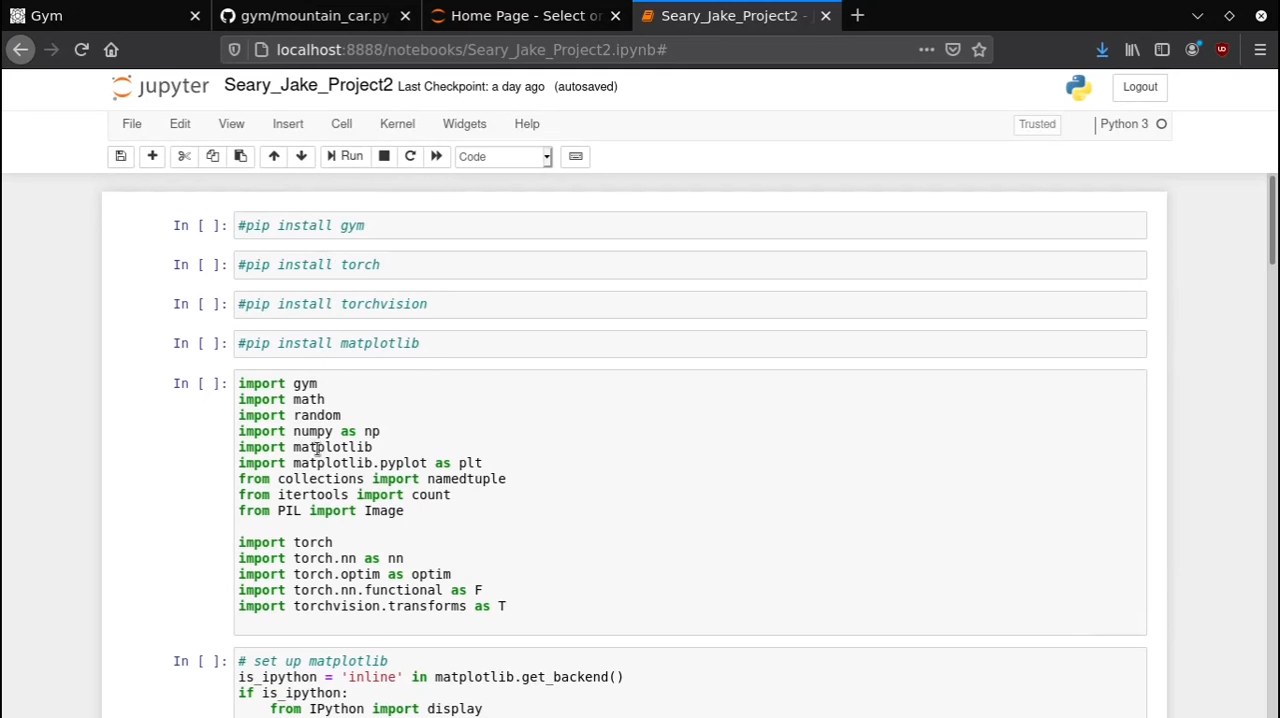 Gym
gym/mountain_car.py
Home Page - Select or
Seary_Jake_Project2 -
localhost:8888/notebooks/Seary_Jake_Project2.ipynb#
jupyter Seary_Jake_Project2 Last Checkpoint: a day ago (autosaved)
Logout
File Edit View Insert Cell Kernel Widgets Help
Trusted
Python 3
Run
Code
In [ ]: #pip install gym
In [ ]: #pip install torch
In [ ]: #pip install torchvision
In [ ]: #pip install matplotlib
In [ ]: import gym
import math
import random
import numpy as np
import matplotlib
import matplotlib.pyplot as plt
from collections import namedtuple
from itertools import count
from PIL import Image
import torch
import torch.nn as nn
import torch.optim as optim
import torch.nn.functional as F
import torchvision.transforms as T
In [ ]: # set up matplotlib
is_ipython = 'inline' in matplotlib.get_backend()
if is_ipython:
from IPython import display